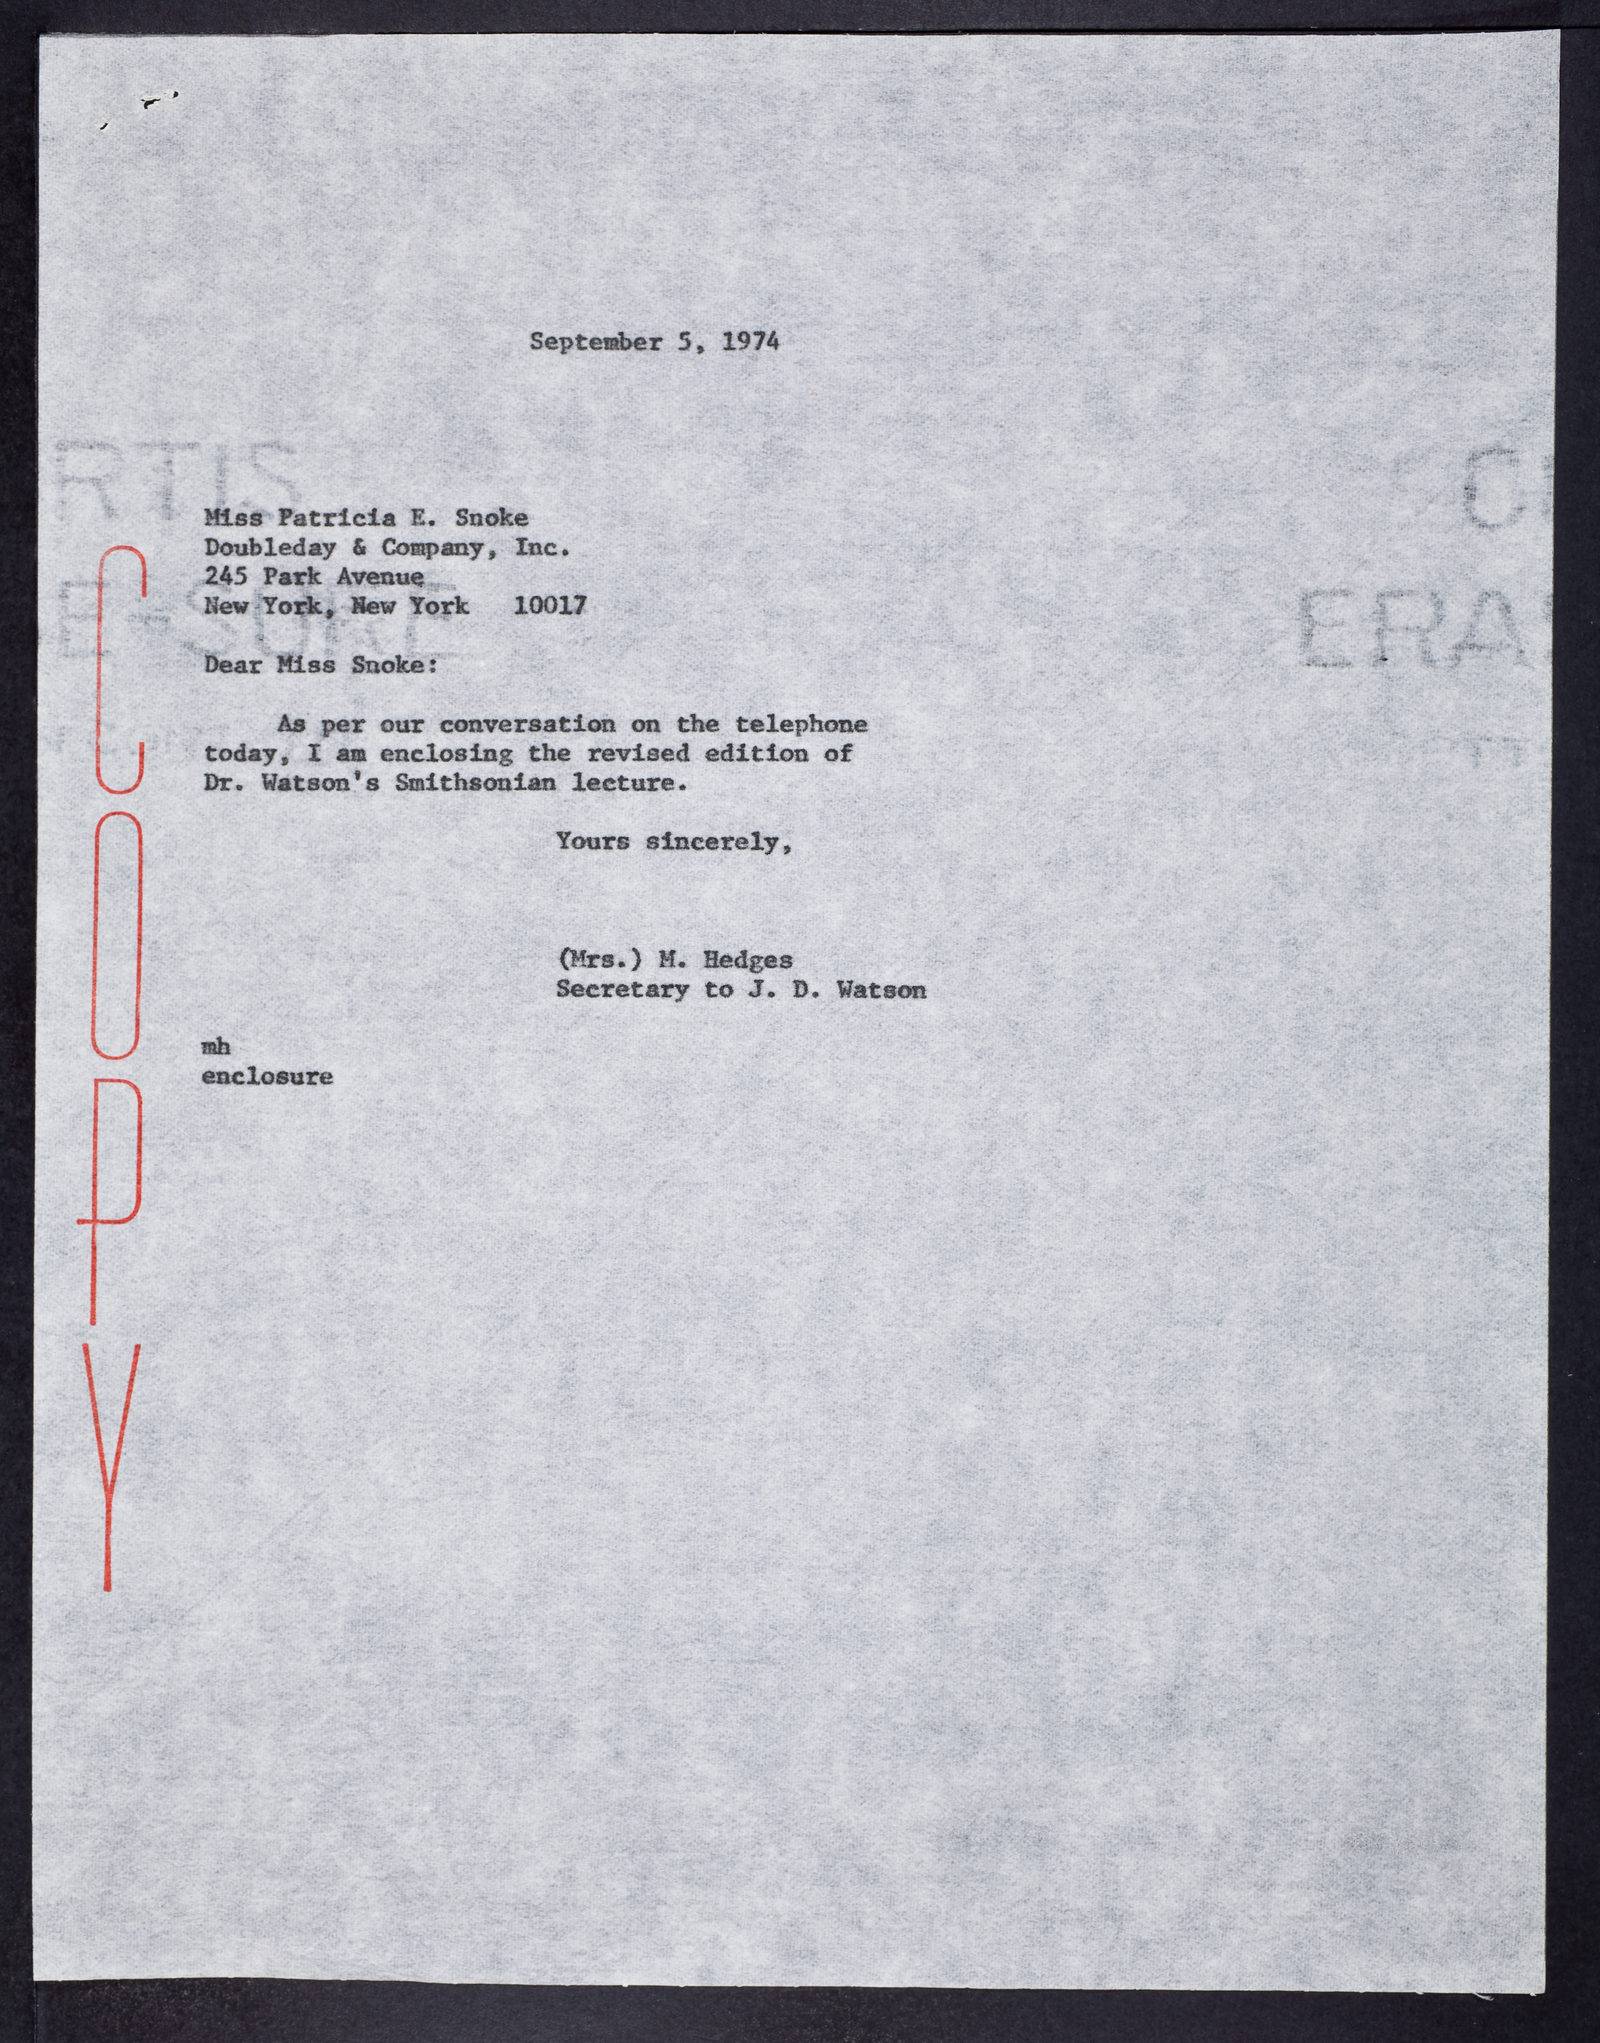 September 5, 1974
Miss Patricia E. Snoke
Doubleday & Company, Inc.
245 Park Avenue
New York, New York 10017
Dear Miss Snoke:
As per our conversation on the telephone
today, I am enclosing the revised edition of
Dr. Watson's Smithsonian lecture.
Yours sincerely,
(Mrs.) M. Hedges
Secretary to J. D. Watson
mh
enclosure
COPY